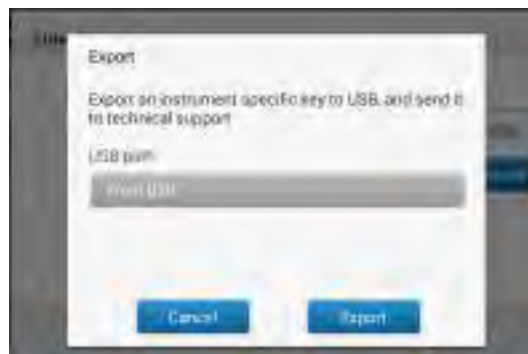 Export
Export an instrument specific key to USB, and send it
to technical support
USB port
Front USB
Cancel
Export